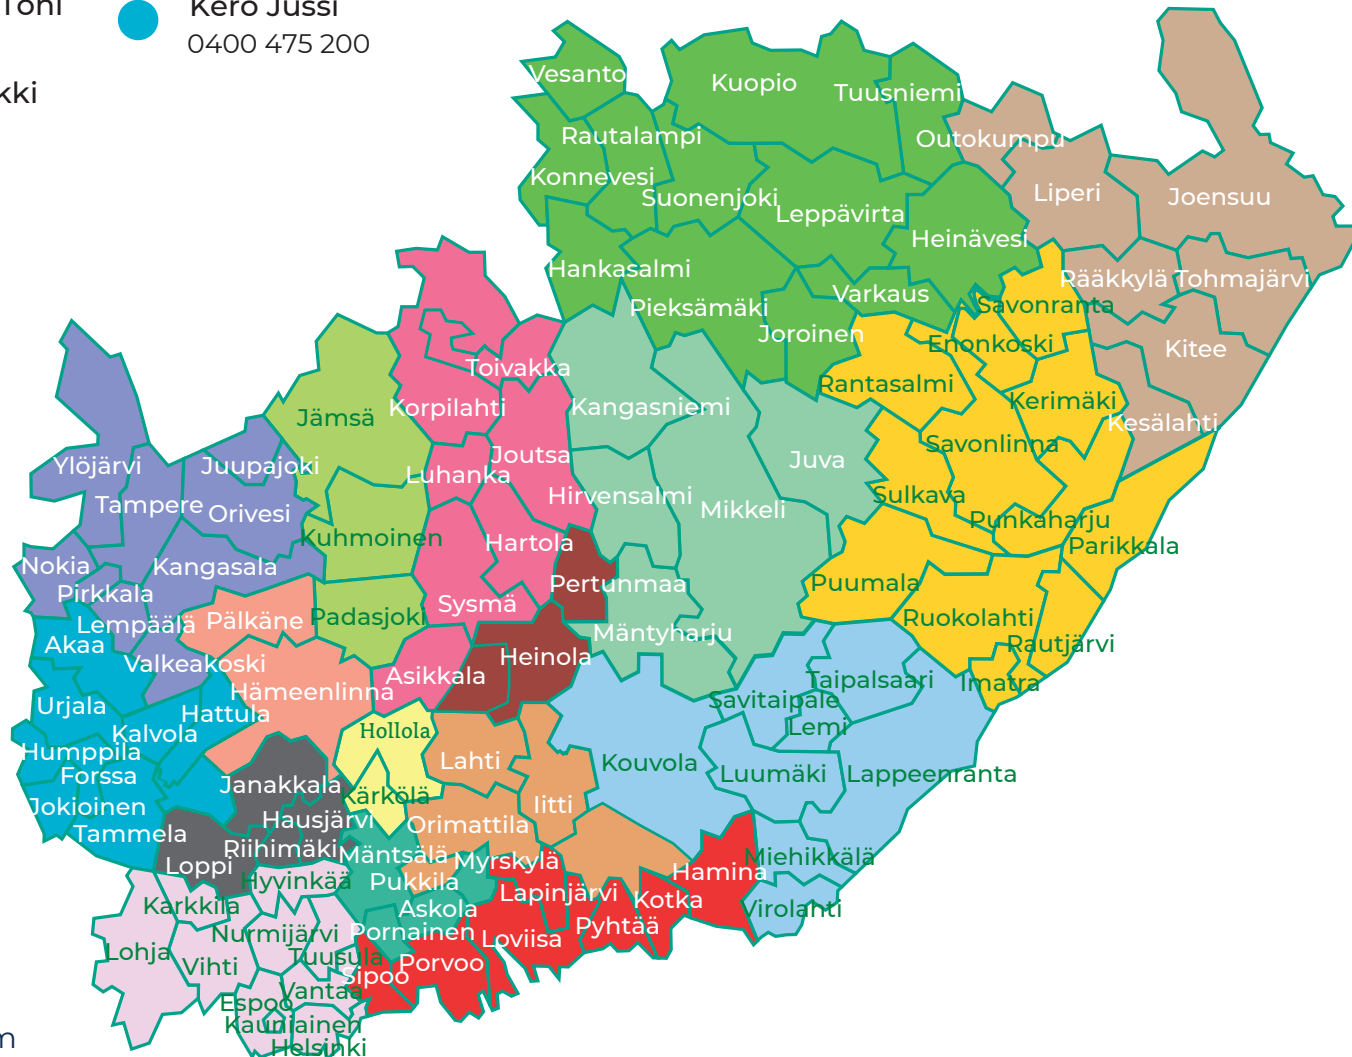 Toni
Kero Jussi
0400 475 200
kki
Vesanto
Kuopio
Tuusniemi
Rautalampi
Outokumpu
Konnevesi
Suonenjoki
Leppävirta
Liperi
Joensuu
Heinävesi
Hankasalmi
Rääkkylä
Tohmajärvi
Pieksämäki
Varkaus
Savonranta
Joroinen
Enonkoski
Kitee
Toivakka
Rantasalmi
Kerimäki
Jämsä
Korpilahti
Kangasniemi
Kesälahti
Savonlinna
Ylöjärvi
Juupajoki
Joutsa
Luhanka
Juva
Tampere
Orivesi
Hirvensalmi
Mikkeli
Sulkava
Punkaharju
Kuhmoinen
Hartola
Parikkala
Nokia
Kangasala
Pirkkala
Pertunmaa
Puumala
Sysmä
Lempäälä
Pälkäne
Padasjoki
Ruokolahti
Akaa
Mäntyharju
Rautjärvi
Valkeakoski
Heinola
Asikkala
Taipalsaari
Imatra
Hämeenlinna
Urjala
Hattula
Savitaipale
Kalvola
Hollola
Lemi
Humppila
Forssa
Lahti
Kouvola
Luumäki
Lappeenranta
Janakkala
Kärkölä
Jokioinen
Iitti
Tammela
Hausjärvi
Orimattila
Riihimäki
Mäntsälä
Myrskylä
Miehikkälä
Loppi
Hyvinkää
Pukkila
Hamina
Lapinjärvi
Karkkila
Askola
Kotka
Virolahti
Nurmijärvi
Pornainen
Loviisa
Pyhtää
Lohja
Vihti
Tuusula
Sipoo
Porvoo
Espoo
Vantaa
Kauniainen
Helsinki
m